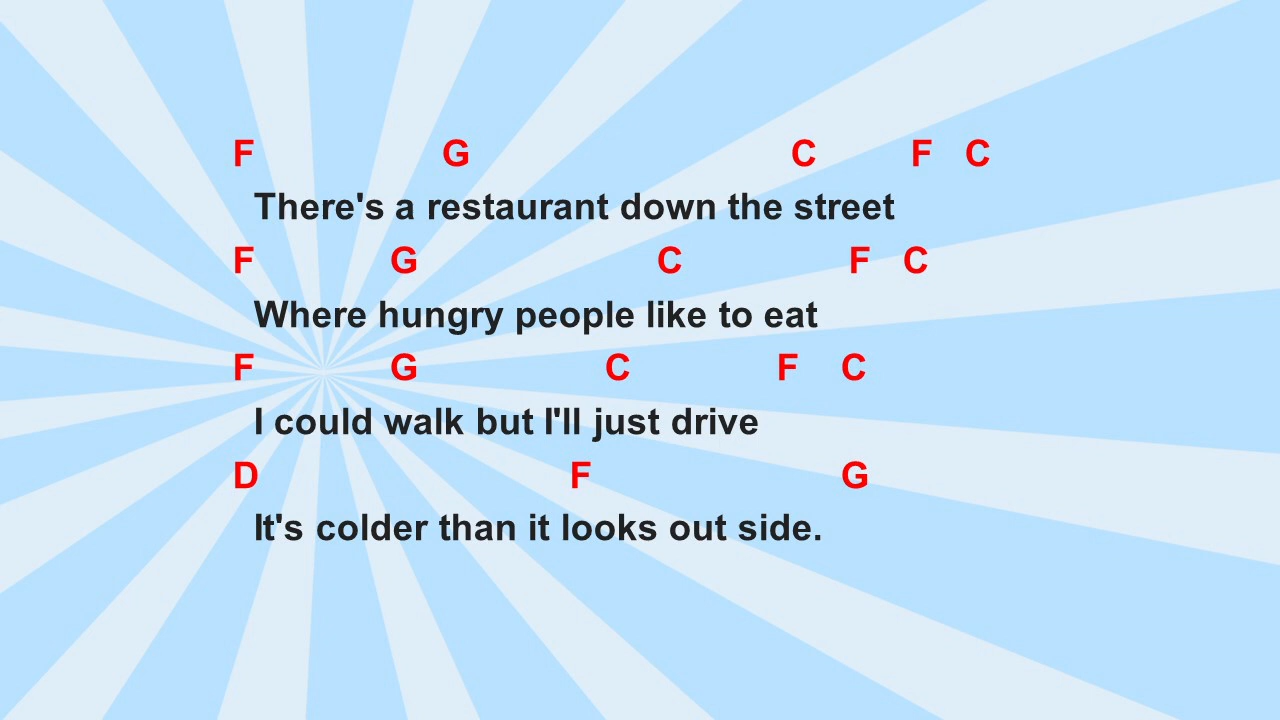 F G C F C
There's a restaurant down the street
F G C F C
Where hungry people like to eat
F G C F C
I could walk but I'll just drive
D F G
It's colder than it looks out side.